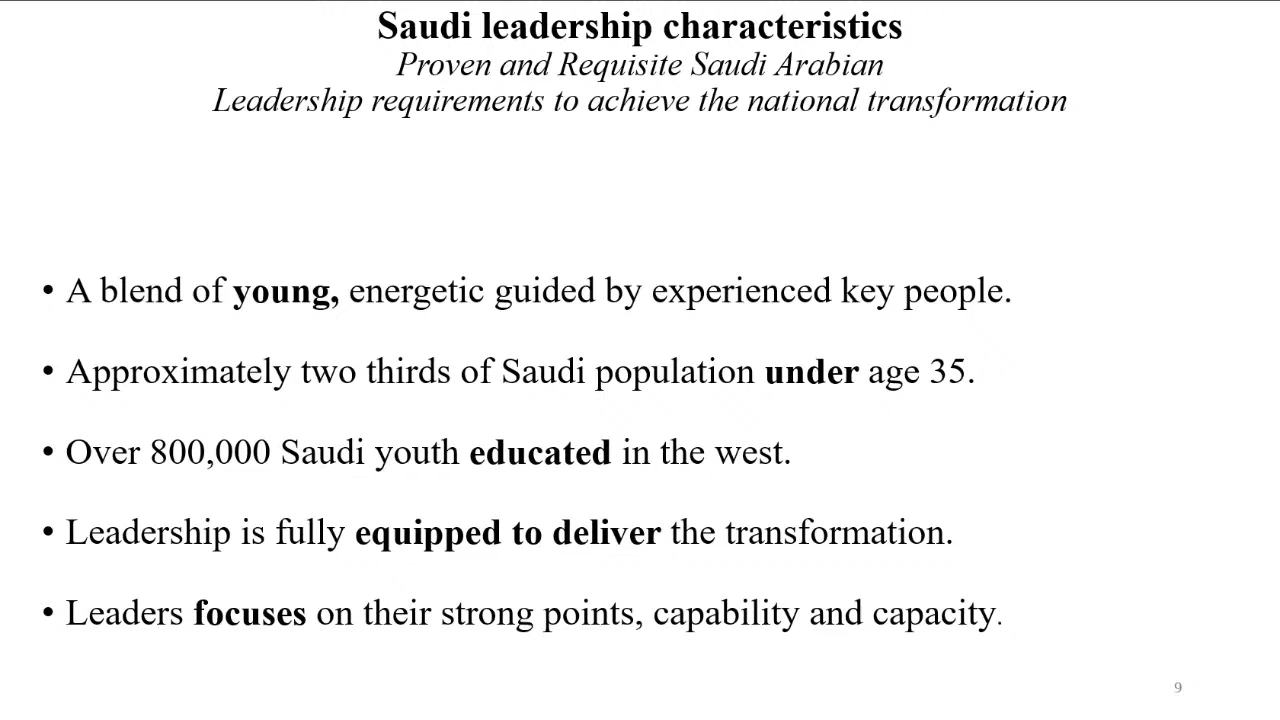 Saudi leadership characteristics
Proven and Requisite Saudi Arabian
Leadership requirements to achieve the national transformation
• A blend of young, energetic guided by experienced key people.
• Approximately two thirds of Saudi population under age 35.
• Over 800,000 Saudi youth educated in the west.
• Leadership is fully equipped to deliver the transformation.
• Leaders focuses on their strong points, capability and capacity.
9